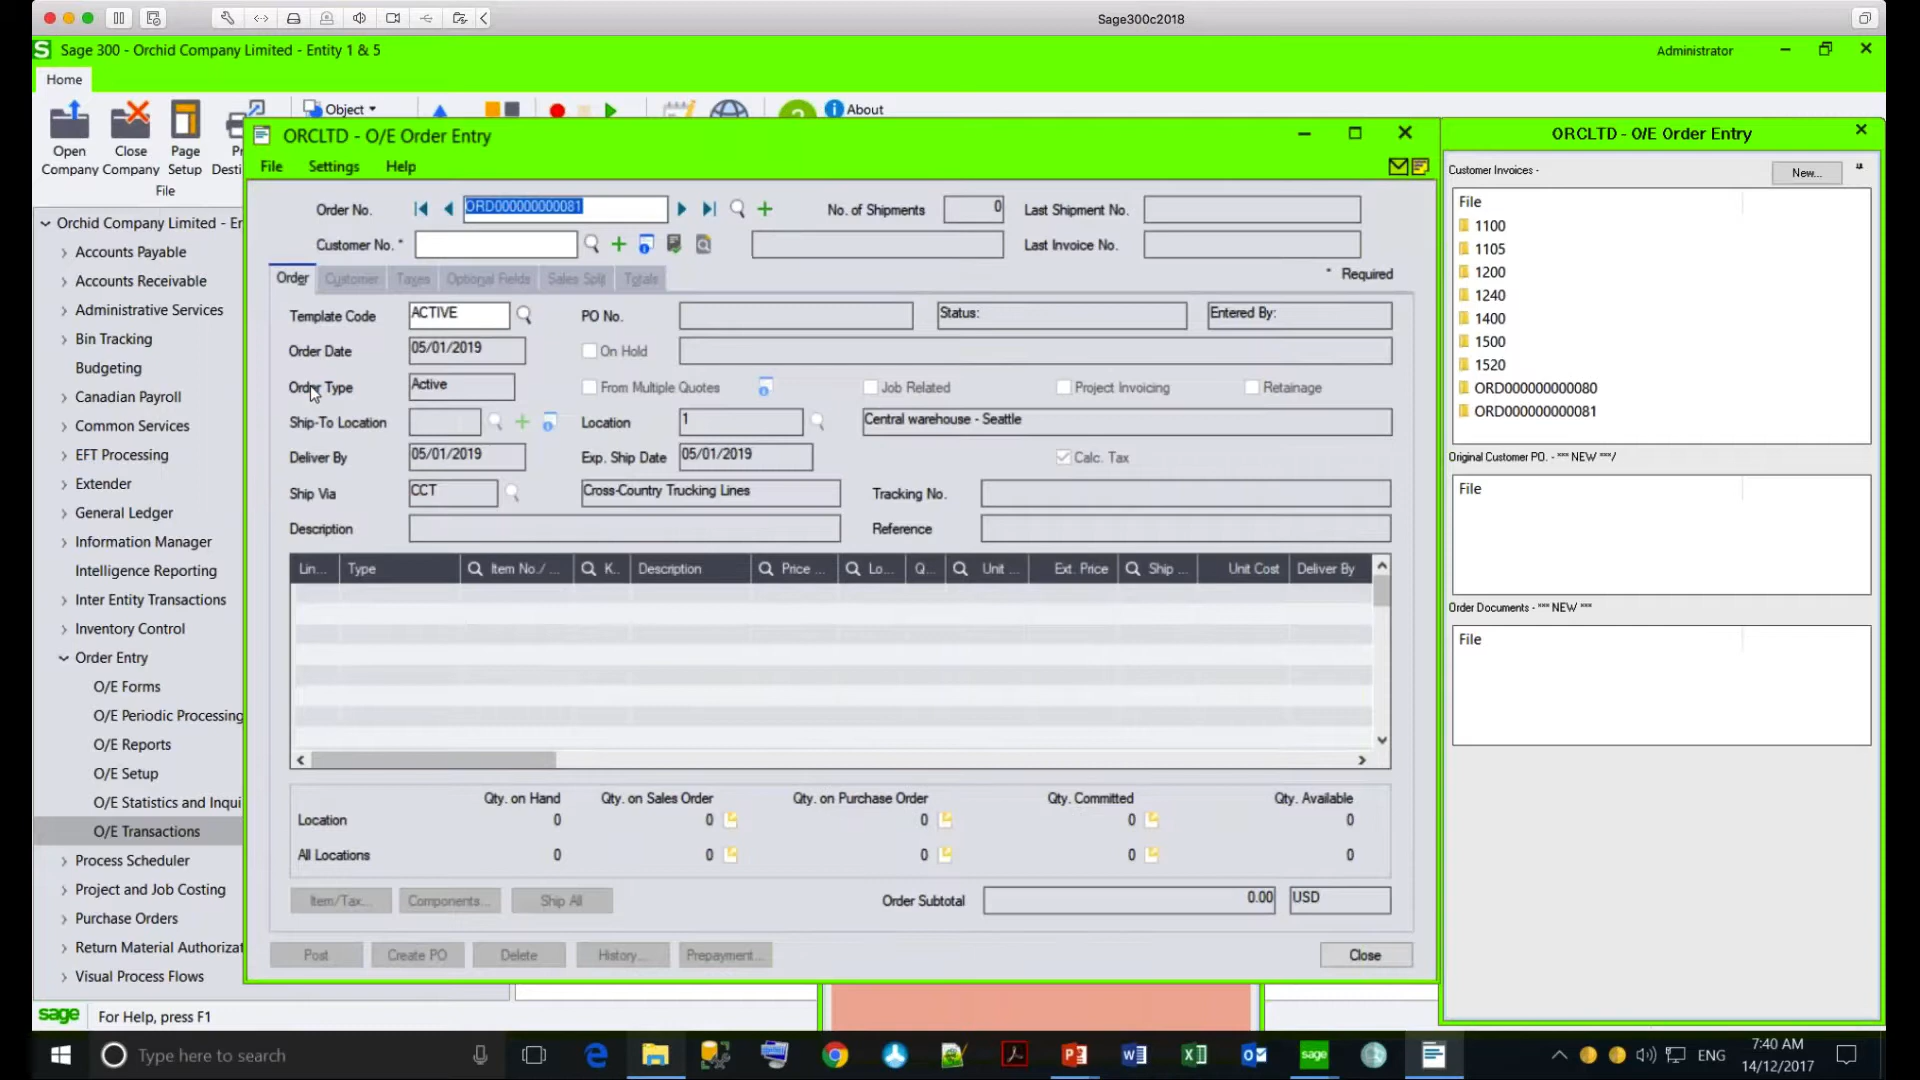 Sage300c2018
Sage 300 - Orchid Company Limited - Entity 1 & 5
Administrator
Home
Open Company
Close Company
Page Setup
Object
About
File
Orchid Company Limited - Er
Accounts Payable
Accounts Receivable
Administrative Services
Bin Tracking
Budgeting
Canadian Payroll
Common Services
EFT Processing
Extender
General Ledger
Information Manager
Intelligence Reporting
Inter Entity Transactions
Inventory Control
Order Entry
O/E Forms
O/E Periodic Processing
O/E Reports
O/E Setup
O/E Statistics and Inqui
O/E Transactions
Process Scheduler
Project and Job Costing
Purchase Orders
Return Material Authorizat
Visual Process Flows
ORCLTD - O/E Order Entry
File Settings Help
Order No. ORD000000000081 No. of Shipments 0 Last Shipment No.
Customer No. * Last Invoice No.
Order Customer Taxes Optional Fields Sales Split Totals * Required
Template Code ACTIVE PO No. Status: Entered By:
Order Date 05/01/2019 On Hold
Order Type Active From Multiple Quotes Job Related Project Invoicing Retainage
Ship-To Location Location 1 Central warehouse - Seattle
Deliver By 05/01/2019 Exp. Ship Date 05/01/2019 Calc. Tax
Ship Via CCT Cross-Country Trucking Lines Tracking No.
Description Reference
Lin... Type Item No./ ... K.. Description Price ... Lo... Q... Unit ... Ext. Price Ship ... Unit Cost Deliver By
Qty. on Hand Qty. on Sales Order Qty. on Purchase Order Qty. Committed Qty. Available
Location 0 0 0 0 0
All Locations 0 0 0 0 0
Item/Tax... Components... Ship All Order Subtotal 0.00 USD
Post Create PO Delete History... Prepayment... Close
ORCLTD - O/E Order Entry
Customer Invoices - New...
File
1100
1105
1200
1240
1400
1500
1520
ORD000000000080
ORD000000000081
Original Customer PO. - *** NEW ***/
File
Order Documents - *** NEW ***
File
sage For Help, press F1
Type here to search
sage
ENG
7:40 AM
14/12/2017